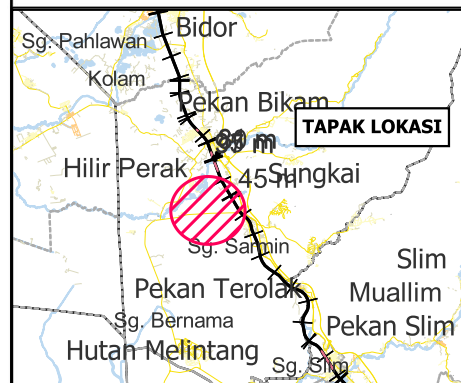 Bidor
Sg. Pahlawan
Kolam
Pekan Bikam
TAPAK LOKASI
Hilir Perak
45 m
Sungkai
Sg. Sarmin
Slim
Pekan Terolak
Muallim
Sg. Bernama
Pekan Slim
Hutan Melintang
Sg. Slim